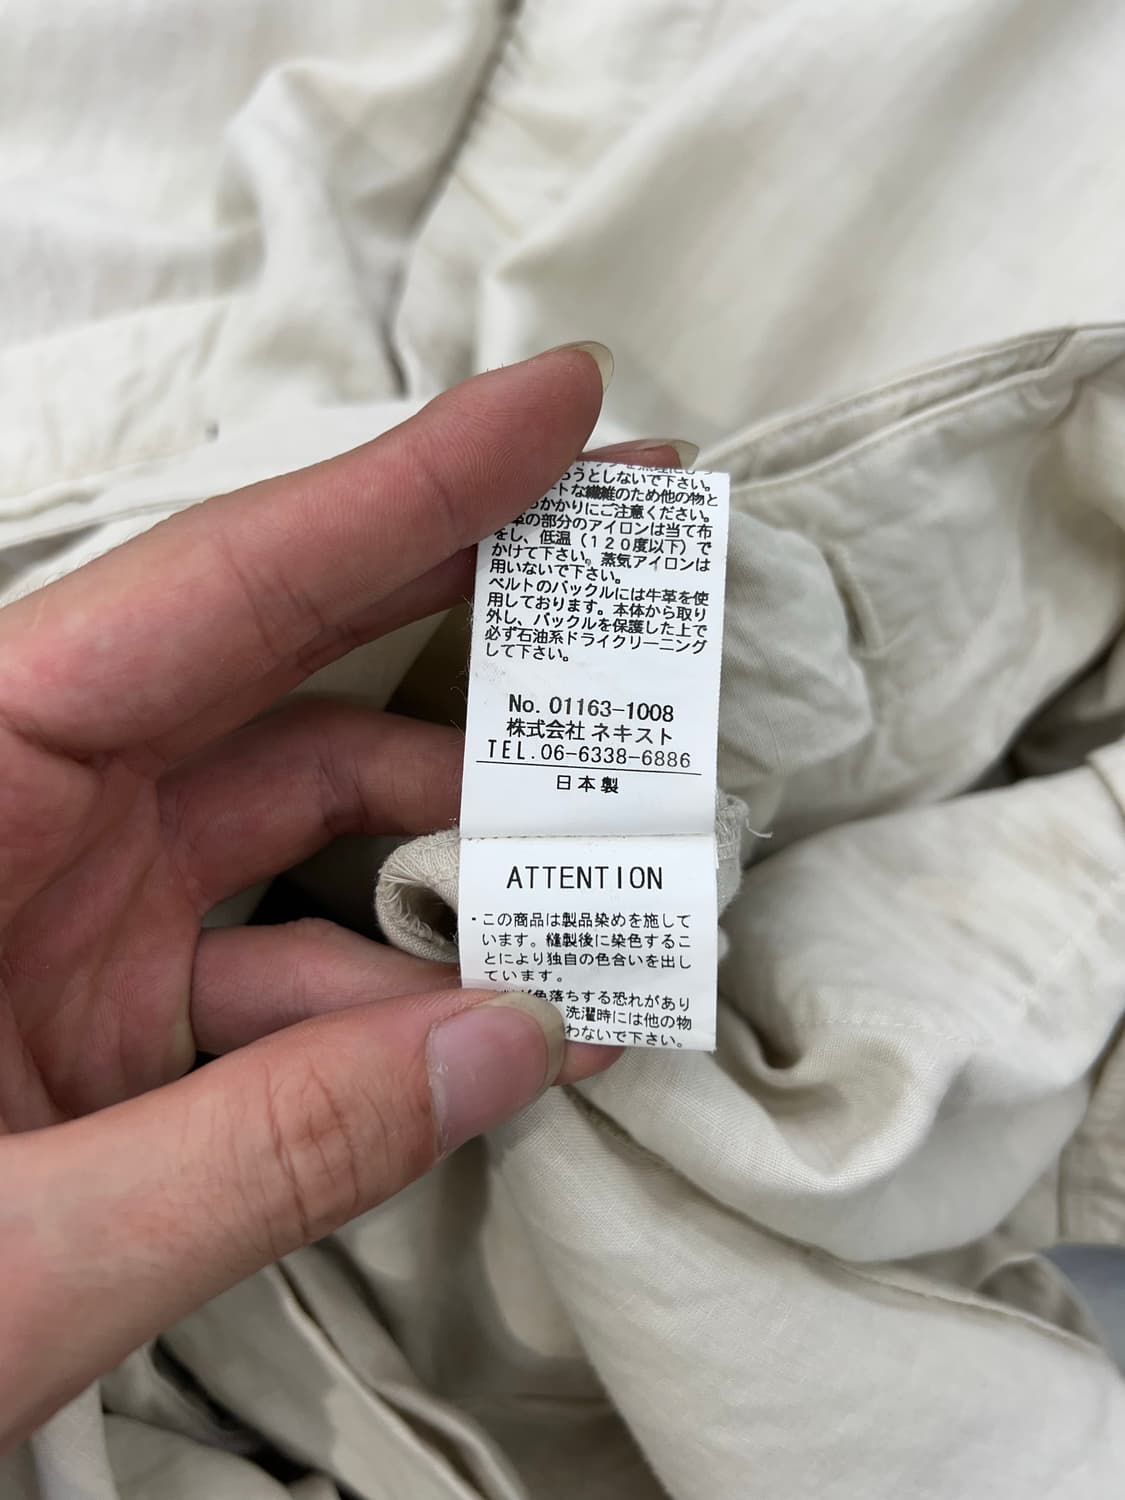 うとしないで下さい。
トな繊維のため他の物と
っかかりにご注意ください。
革の部分のアイロンは当て布
をし、低温（１２０度以下）で
かけて下さい。蒸気アイロンは
用いないで下さい。
ベルトのバックルには牛革を使
用しております。本体から取り
外し、バックルを保護した上で
必ず石油系ドライクリーニング
して下さい。
No. 01163-1008
株式会社 ネキスト
TEL. 06-6338-6886
日本製
ATTENTION
・この商品は製品染めを施して
います。縫製後に染色するこ
とにより独自の色合いを出し
ています。
色落ちする恐れがあり
洗濯時には他の物
わないで下さい。